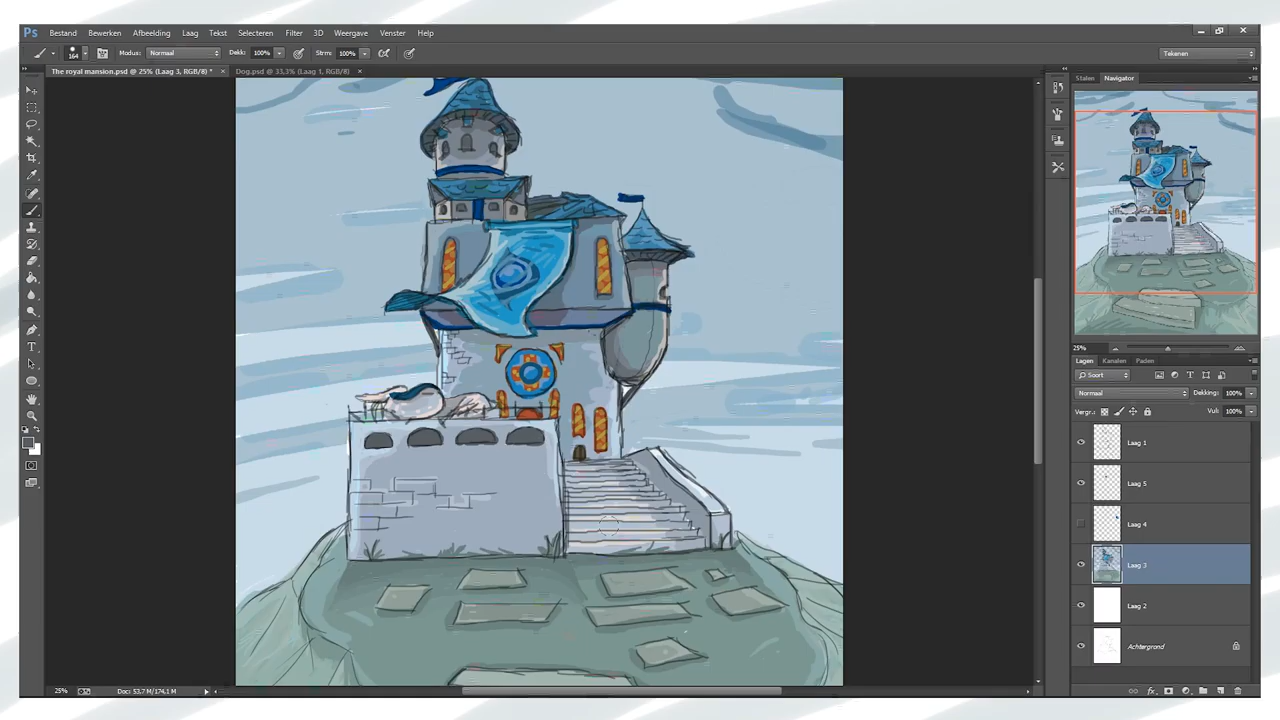 Ps Bestand Bewerken Afbeelding Laag Tekst Selecteren Filter 3D Weergave Venster Help
164 Modus: Normaal Dekk: 100% Strm: 100% Tekenen
The royal mansion.psd @ 25% (Laag 3, RGB/8) * × Dog.psd @ 33,3% (Laag 1, RGB/8) ×
Stalen Navigator
25%
Lagen Kanalen Paden
Soort
Normaal Dekking: 100%
Vergr.: Vul: 100%
Laag 1
Laag 5
Laag 4
Laag 3
Laag 2
Achtergrond
25% Doc: 53,7 M/174,1 M